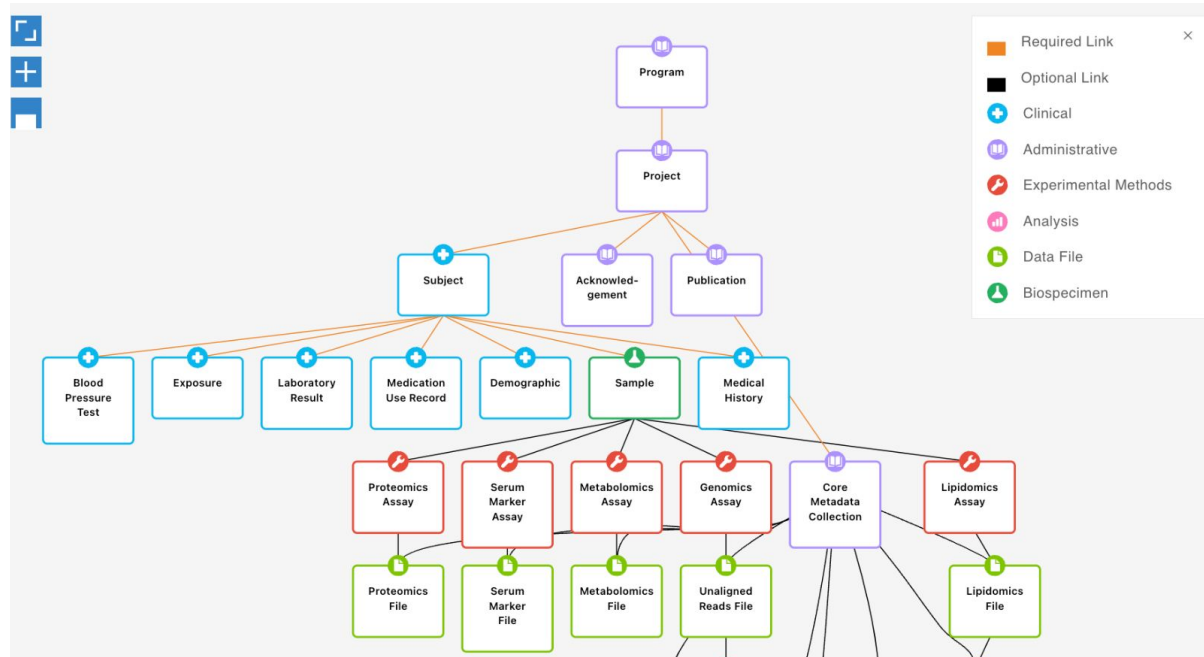 Program
Required Link
Optional Link
Clinical
Administrative
Experimental Methods
Analysis
Data File
Biospecimen
Project
Subject
Acknowled-
gement
Publication
Blood
Pressure
Test
Exposure
Laboratory
Result
Medication
Use Record
Demographic
Sample
Medical
History
Proteomics
Assay
Serum
Marker
Assay
Metabolomics
Assay
Genomics
Assay
Core
Metadata
Collection
Lipidomics
Assay
Proteomics
File
Serum
Marker
File
Metabolomics
File
Unaligned
Reads File
Lipidomics
File